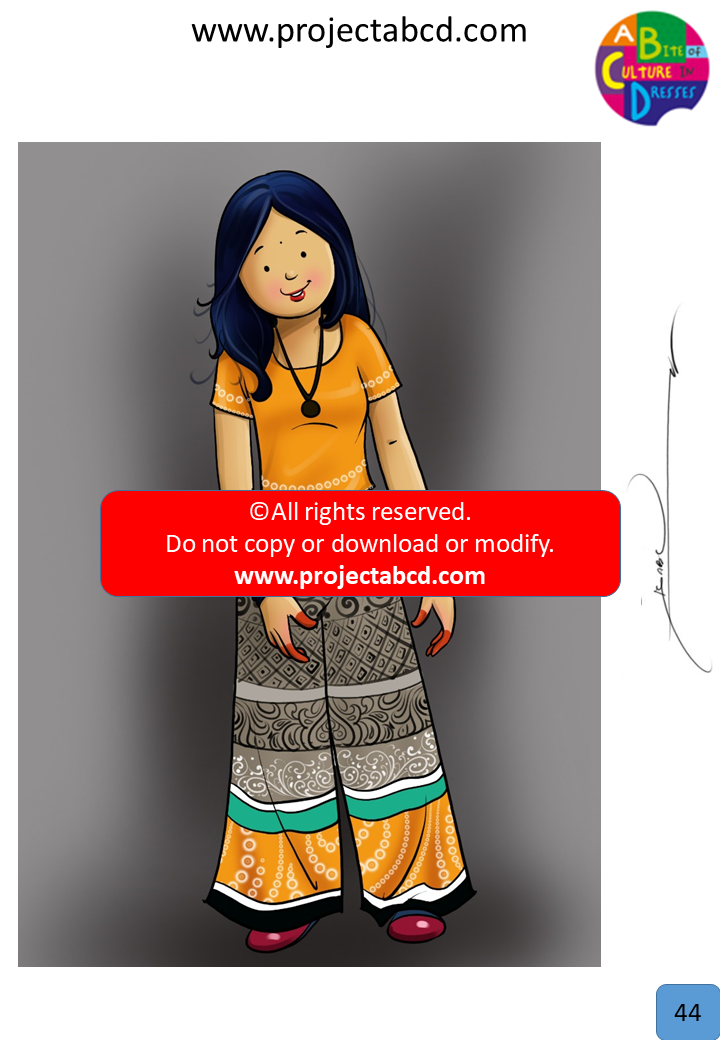 www.projectabcd.com
A BITE OF
CULTURE IN
DRESSES
©All rights reserved.
Do not copy or download or modify.
www.projectabcd.com
44